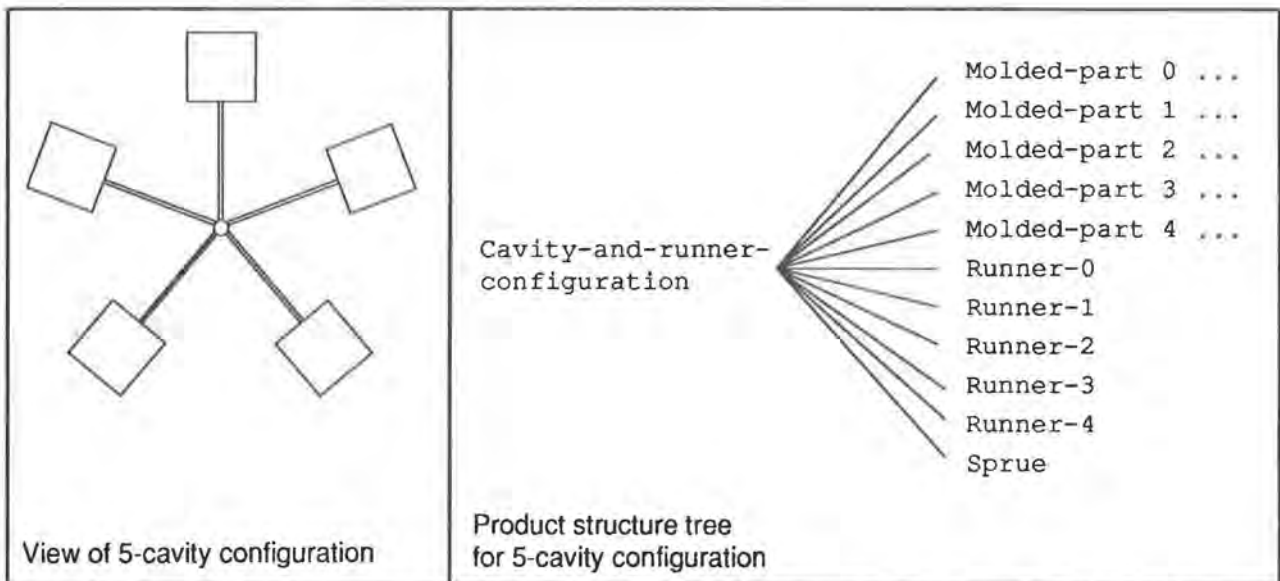 View of 5-cavity configuration
Cavity-and-runner-
configuration
Molded-part 0 ...
Molded-part 1 ...
Molded-part 2 ...
Molded-part 3 ...
Molded-part 4 ...
Runner-0
Runner-1
Runner-2
Runner-3
Runner-4
Sprue
Product structure tree
for 5-cavity configuration